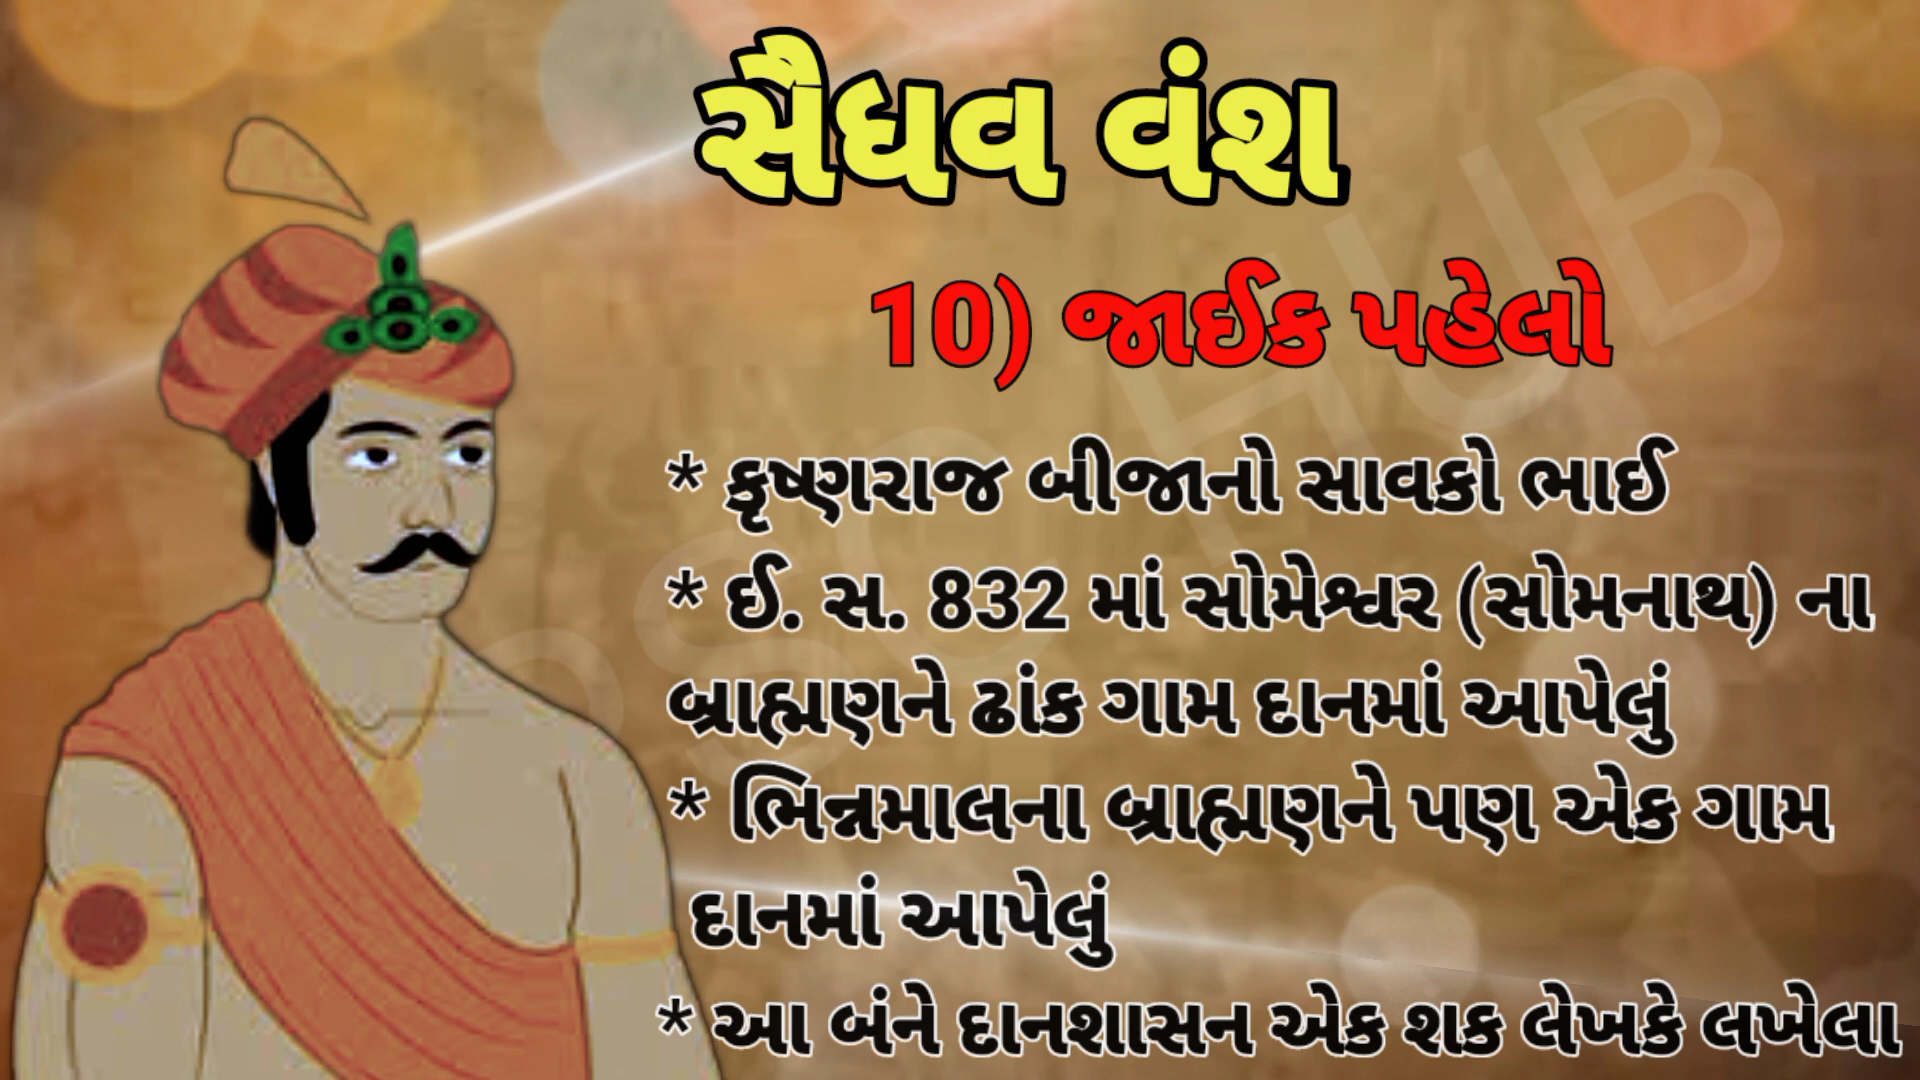 સૈધવ વંશ
10) જાઈક પહેલો
* કૃષ્ણરાજ બીજાનો સાવકો ભાઈ
* ઈ. સ. 832 માં સોમેશ્વર (સોમનાથ) ના
બ્રાહ્મણને ઢાંક ગામ દાનમાં આપેલું
* ભિન્નમાલના બ્રાહ્મણને પણ એક ગામ
દાનમાં આપેલું
* આ બંને દાનશાસન એક શક લેખકે લખેલા